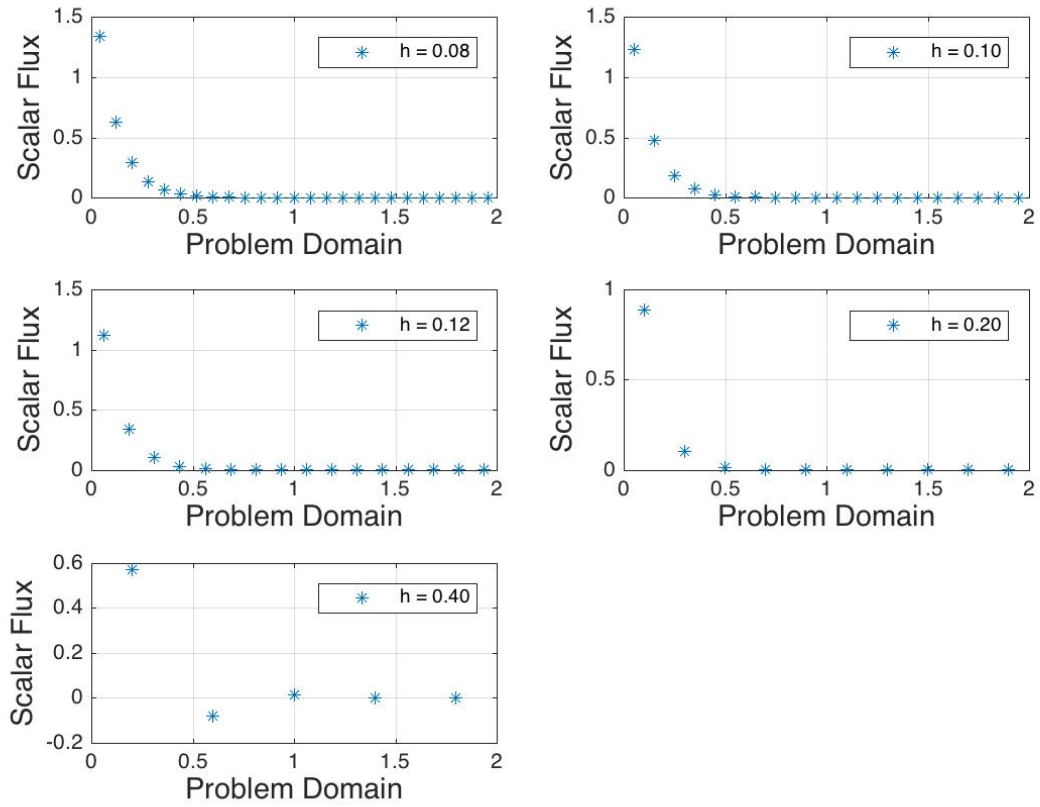 1.5
1
0.5
0
Scalar Flux
h = 0.08
0 0.5 1 1.5 2
Problem Domain
1.5
1
0.5
0
Scalar Flux
h = 0.10
0 0.5 1 1.5 2
Problem Domain
1.5
1
0.5
0
Scalar Flux
h = 0.12
0 0.5 1 1.5 2
Problem Domain
1
0.5
0
Scalar Flux
h = 0.20
0 0.5 1 1.5 2
Problem Domain
0.6
0.4
0.2
0
-0.2
Scalar Flux
h = 0.40
0 0.5 1 1.5 2
Problem Domain